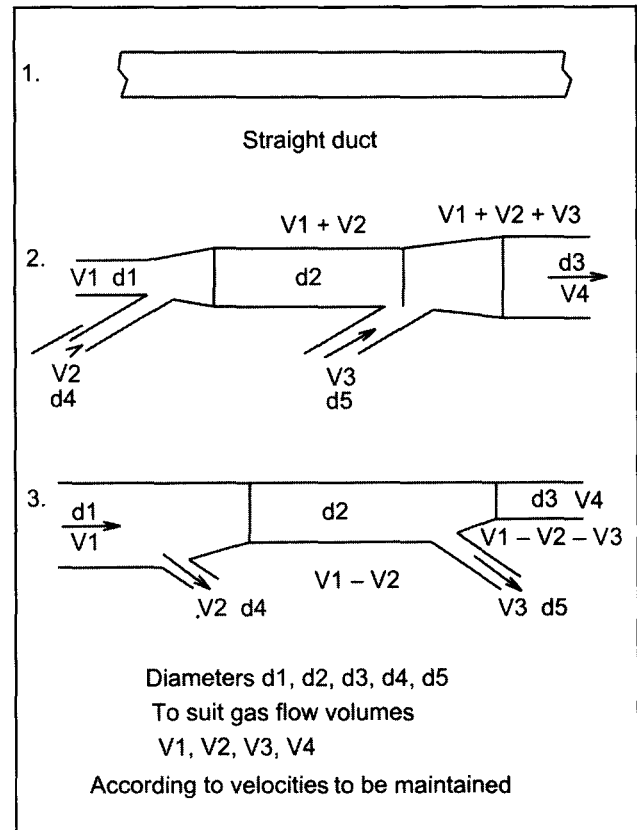 1.
Straight duct
V1 + V2
V1 + V2 + V3
2.
V1 d1
d2
d3
V4
V2
d4
V3
d5
3.
d1
V1
d2
d3 V4
V1 – V2 – V3
V2 d4
V1 – V2
V3 d5
Diameters d1, d2, d3, d4, d5
To suit gas flow volumes
V1, V2, V3, V4
According to velocities to be maintained